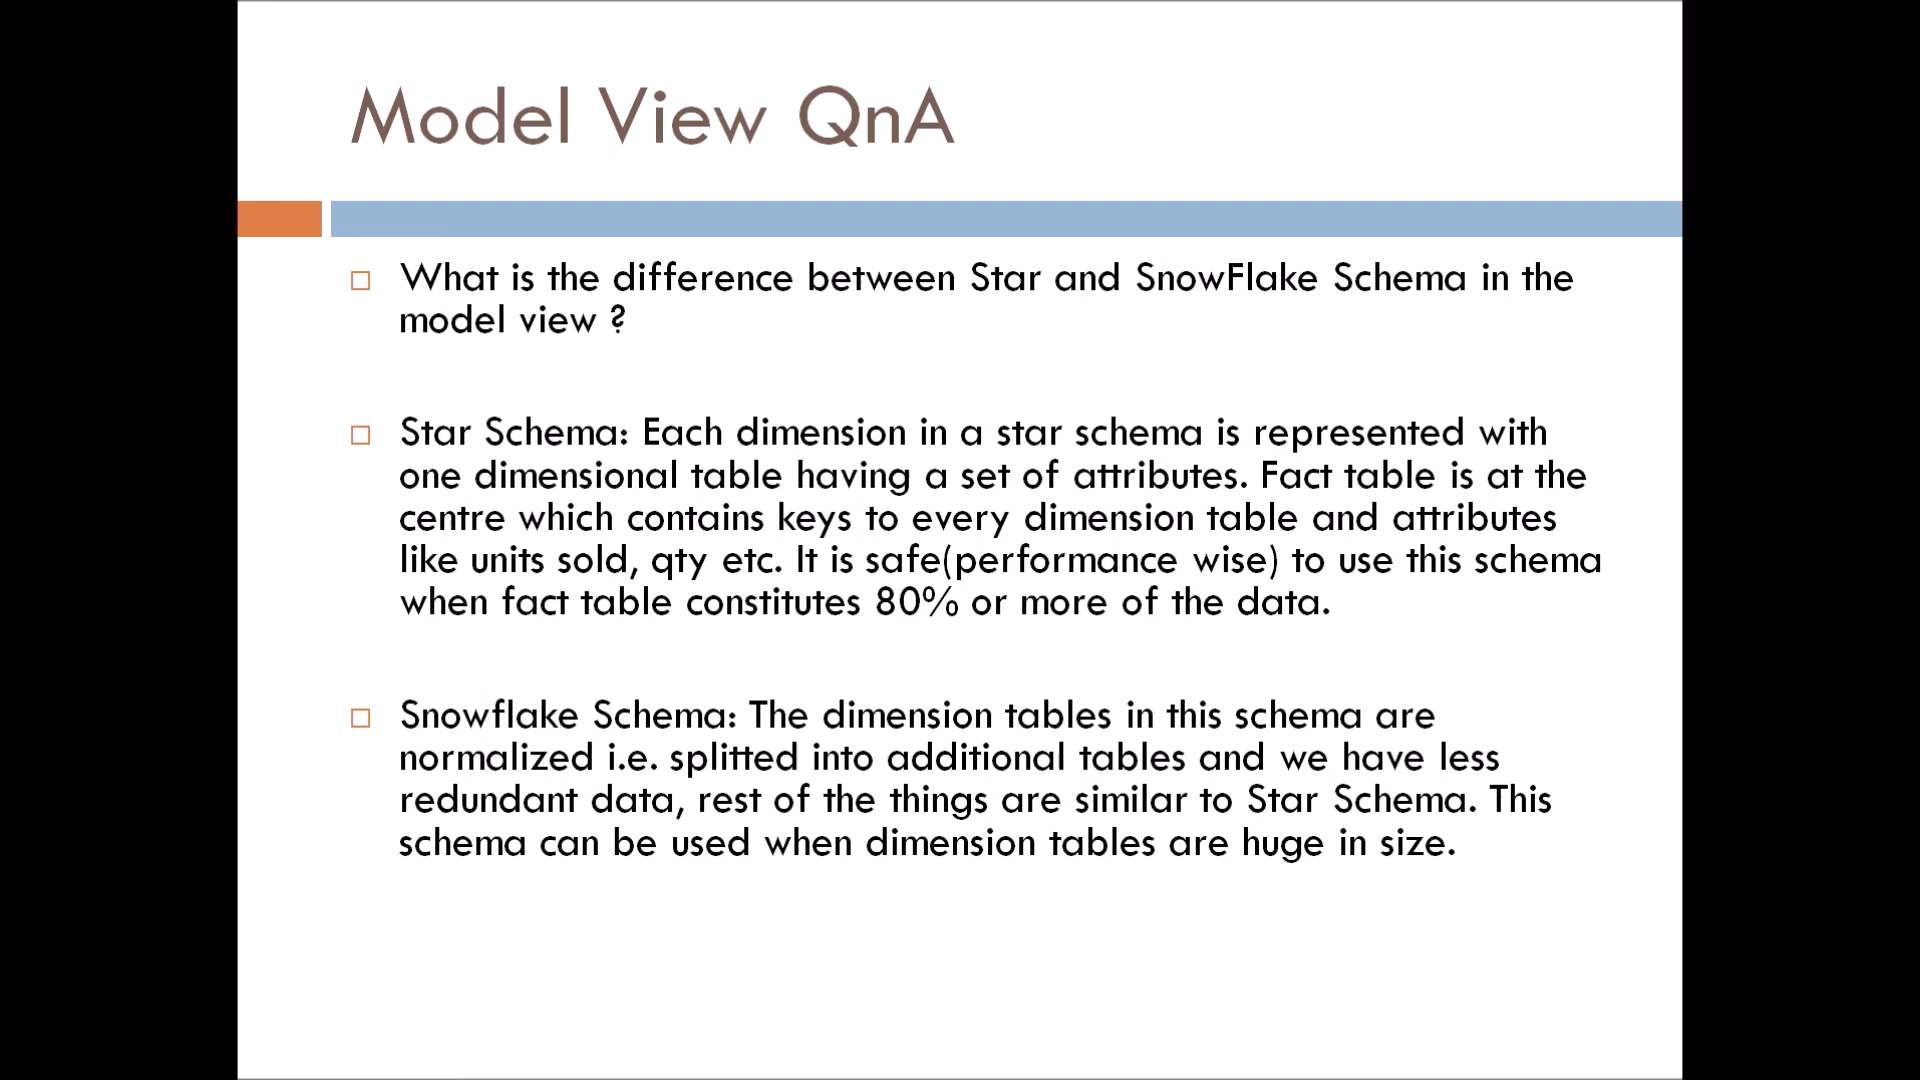 Model View QnA
What is the difference between Star and SnowFlake Schema in the
model view ?
Star Schema: Each dimension in a star schema is represented with
one dimensional table having a set of attributes. Fact table is at the
centre which contains keys to every dimension table and attributes
like units sold, qty etc. It is safe(performance wise) to use this schema
when fact table constitutes 80% or more of the data.
Snowflake Schema: The dimension tables in this schema are
normalized i.e. splitted into additional tables and we have less
redundant data, rest of the things are similar to Star Schema. This
schema can be used when dimension tables are huge in size.